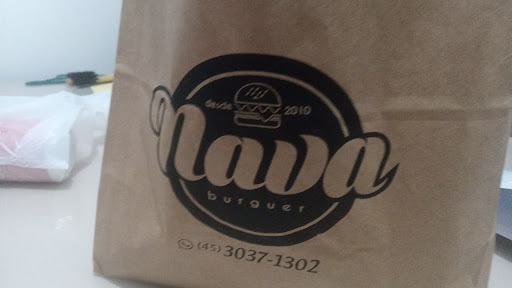 desde 2010
nava
burguer
(45) 3037-1302